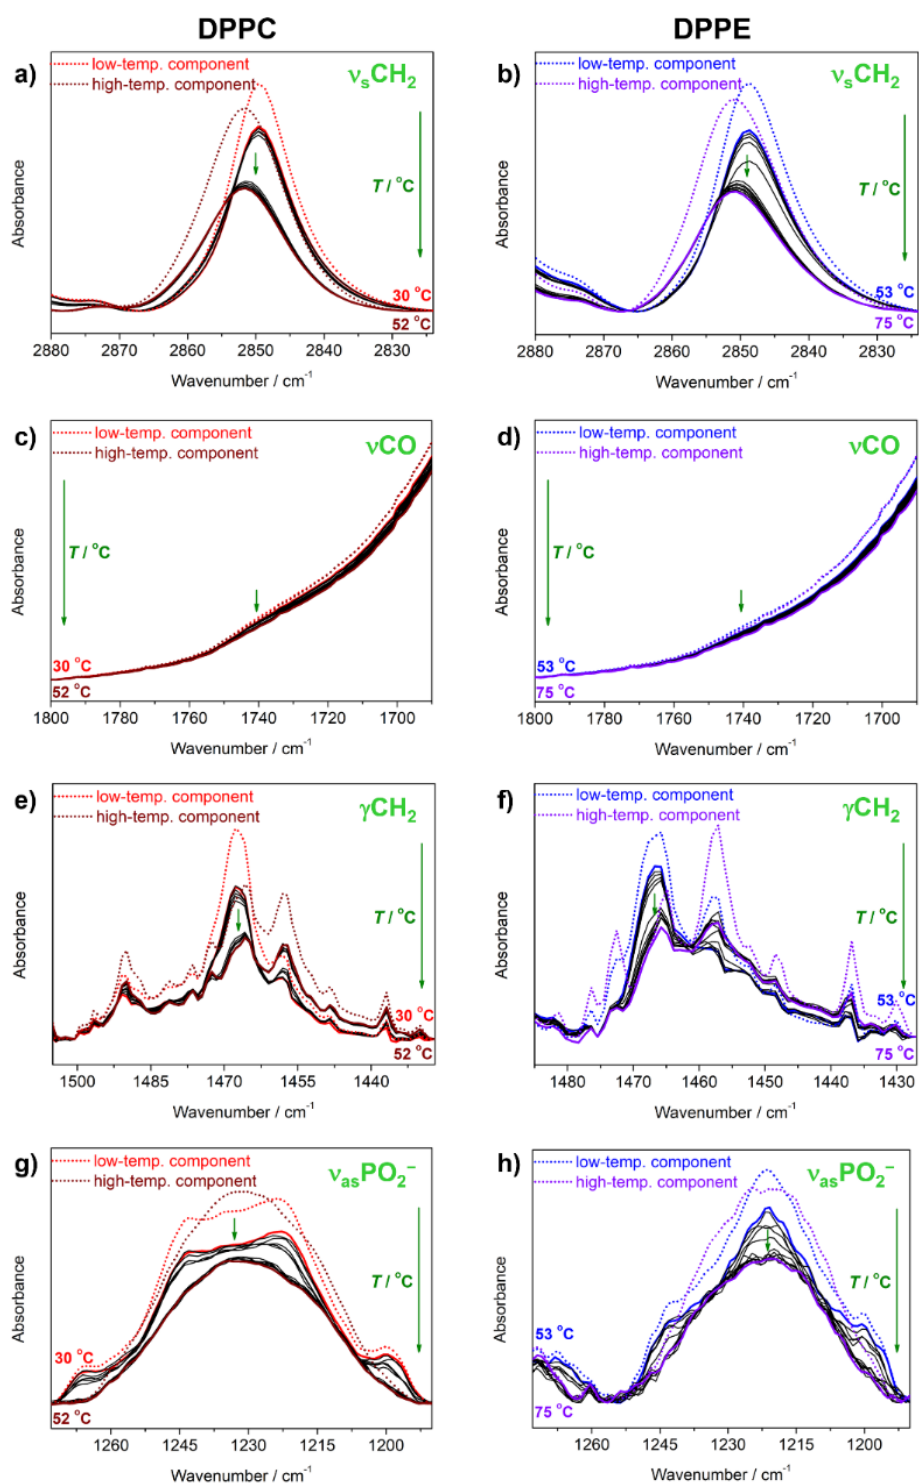 DPPC
DPPE
a)
low-temp. component
high-temp. component
νsCH2
T / °C
30 °C
52 °C
Absorbance
2880 2870 2860 2850 2840 2830
Wavenumber / cm-1
b)
low-temp. component
high-temp. component
νsCH2
T / °C
53 °C
75 °C
Absorbance
2880 2870 2860 2850 2840 2830
Wavenumber / cm-1
c)
low-temp. component
high-temp. component
νCO
T / °C
30 °C
52 °C
Absorbance
1800 1780 1760 1740 1720 1700
Wavenumber / cm-1
d)
low-temp. component
high-temp. component
νCO
T / °C
53 °C
75 °C
Absorbance
1800 1780 1760 1740 1720 1700
Wavenumber / cm-1
e)
low-temp. component
high-temp. component
γCH2
T / °C
30 °C
52 °C
Absorbance
1500 1485 1470 1455 1440
Wavenumber / cm-1
f)
low-temp. component
high-temp. component
γCH2
T / °C
53 °C
75 °C
Absorbance
1480 1470 1460 1450 1440 1430
Wavenumber / cm-1
g)
low-temp. component
high-temp. component
νasPO2−
T / °C
30 °C
52 °C
Absorbance
1260 1245 1230 1215 1200
Wavenumber / cm-1
h)
low-temp. component
high-temp. component
νasPO2−
T / °C
53 °C
75 °C
Absorbance
1260 1245 1230 1215 1200
Wavenumber / cm-1